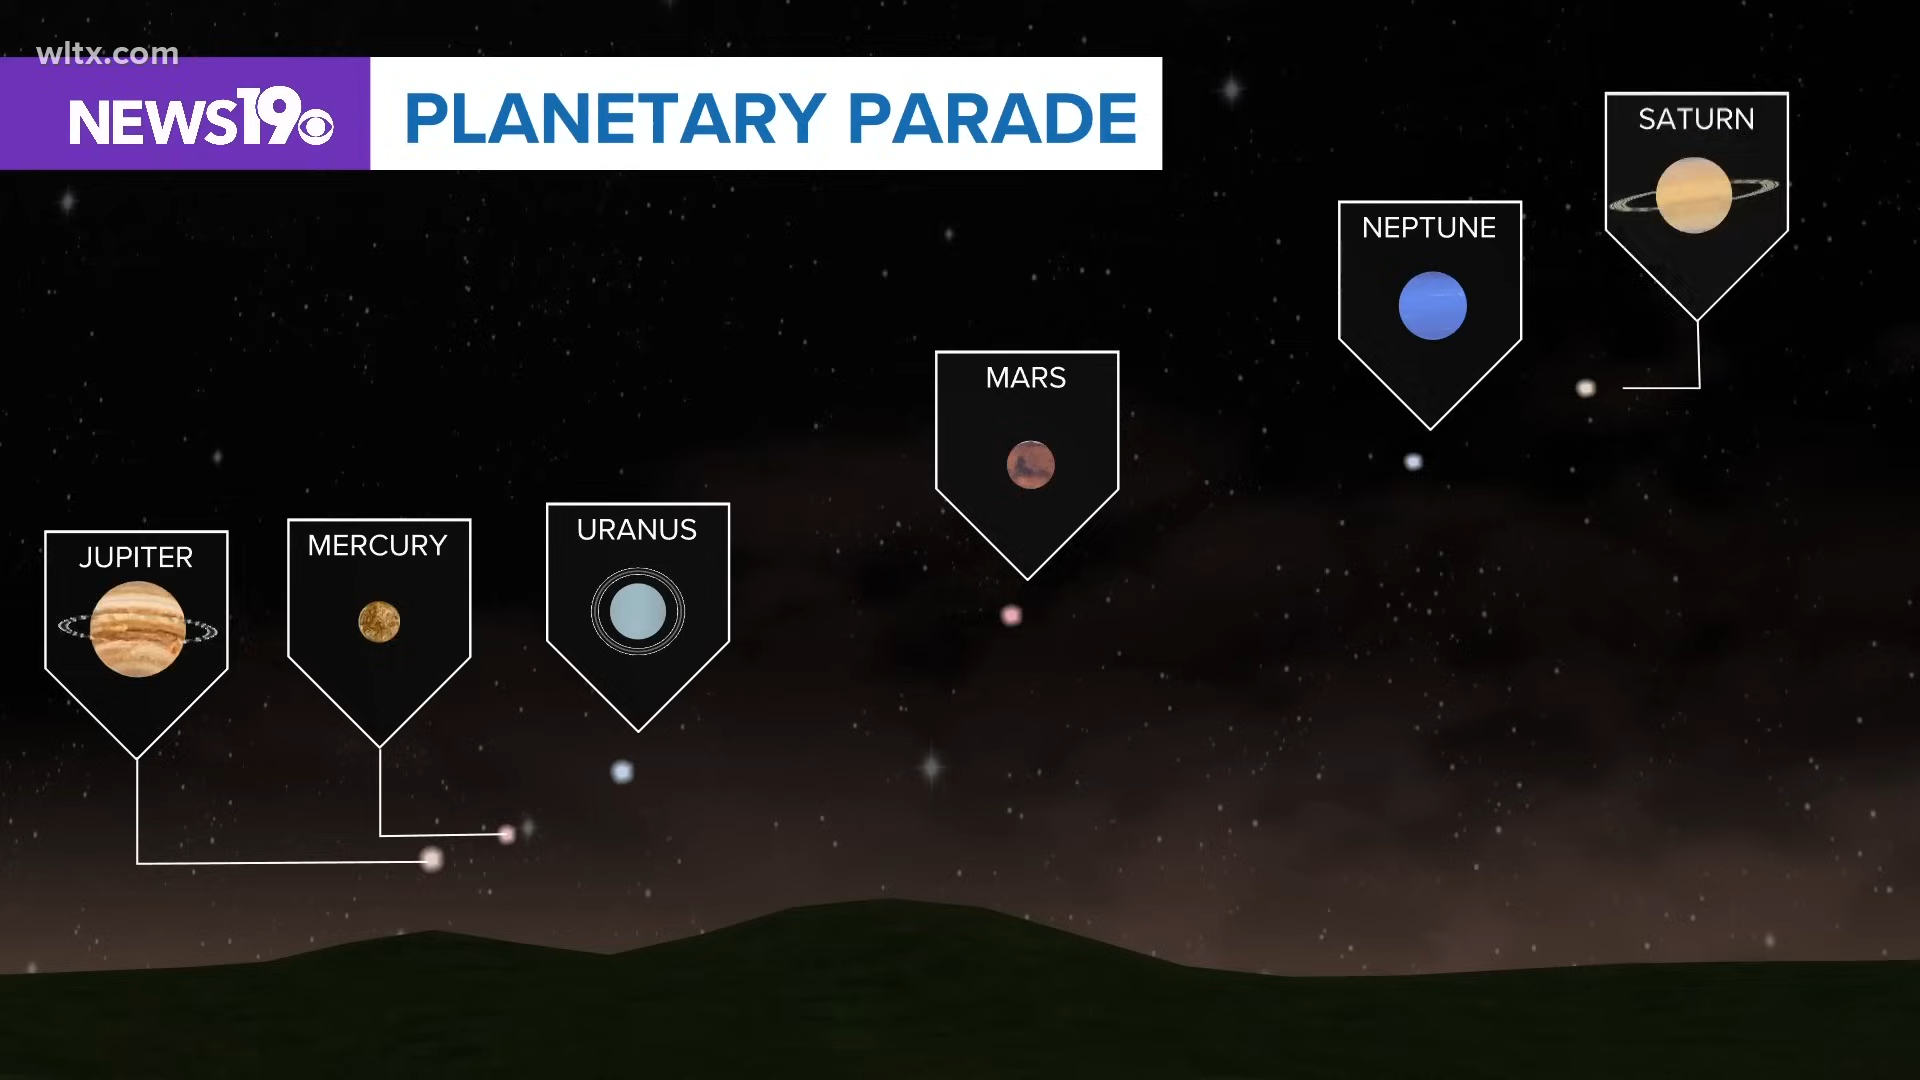 wltx.com
NEWS19
PLANETARY PARADE
SATURN
NEPTUNE
MARS
URANUS
MERCURY
JUPITER